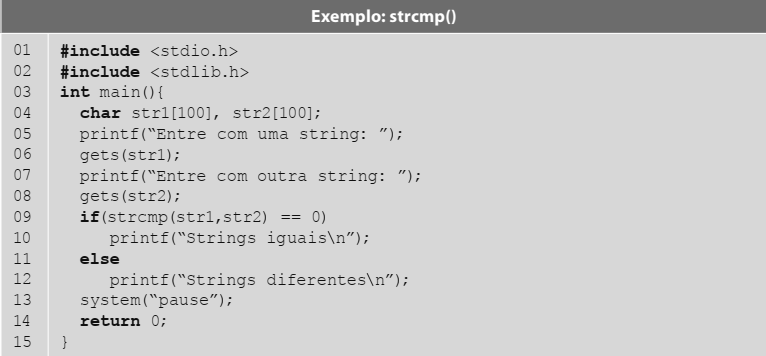 Exemplo: strcmp()
01 #include <stdio.h>
02 #include <stdlib.h>
03 int main(){
04 char str1[100], str2[100];
05 printf(“Entre com uma string: ”);
06 gets(str1);
07 printf(“Entre com outra string: ”);
08 gets(str2);
09 if(strcmp(str1,str2) == 0)
10 printf(“Strings iguais\n”);
11 else
12 printf(“Strings diferentes\n”);
13 system(“pause”);
14 return 0;
15 }